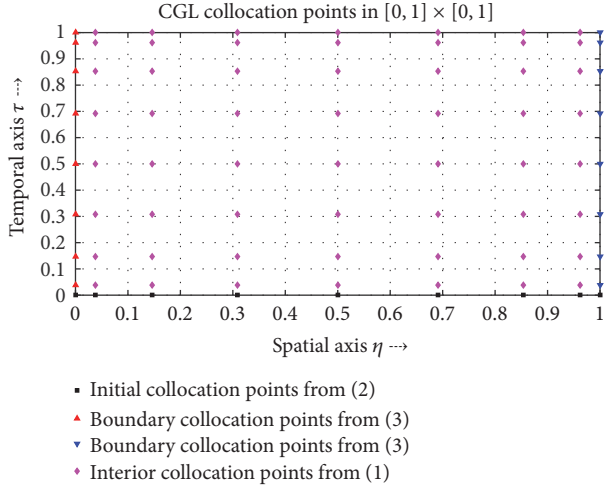 CGL collocation points in [0, 1] × [0, 1]
Temporal axis τ ⤏
1
0.9
0.8
0.7
0.6
0.5
0.4
0.3
0.2
0.1
0
0 0.1 0.2 0.3 0.4 0.5 0.6 0.7 0.8 0.9 1
Spatial axis η ⤏
Initial collocation points from (2)
Boundary collocation points from (3)
Boundary collocation points from (3)
Interior collocation points from (1)